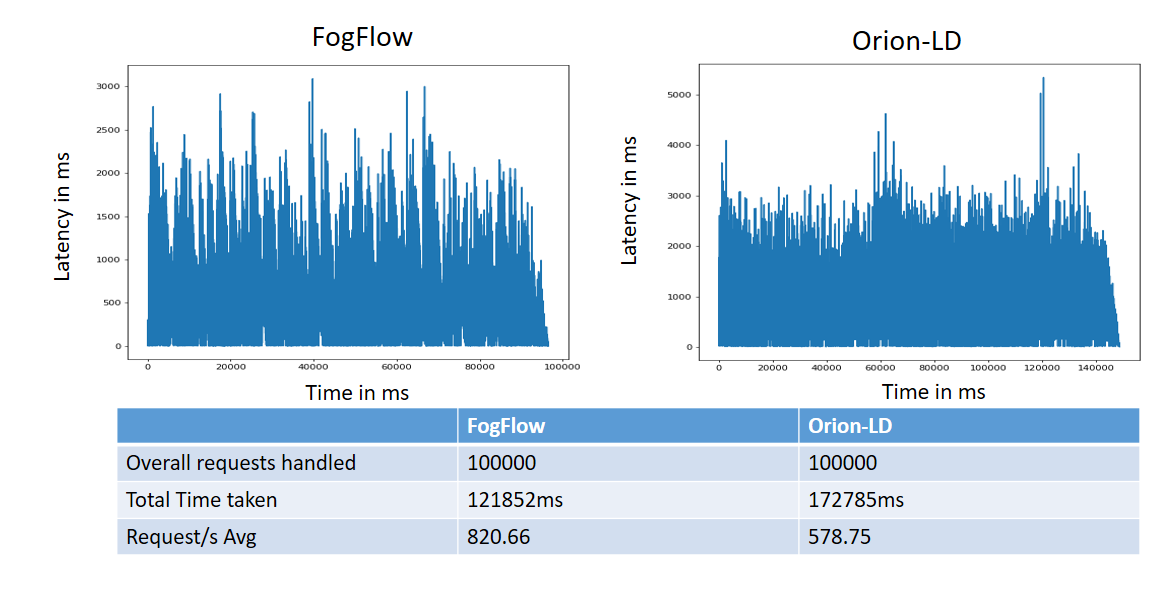 FogFlow
Orion-LD
Latency in ms
3000
2500
2000
1500
1000
500
0
0 20000 40000 60000 80000 100000
Time in ms
Latency in ms
5000
4000
3000
2000
1000
0
0 20000 40000 60000 80000 100000 120000 140000
Time in ms
FogFlow Orion-LD
Overall requests handled 100000 100000
Total Time taken 121852ms 172785ms
Request/s Avg 820.66 578.75